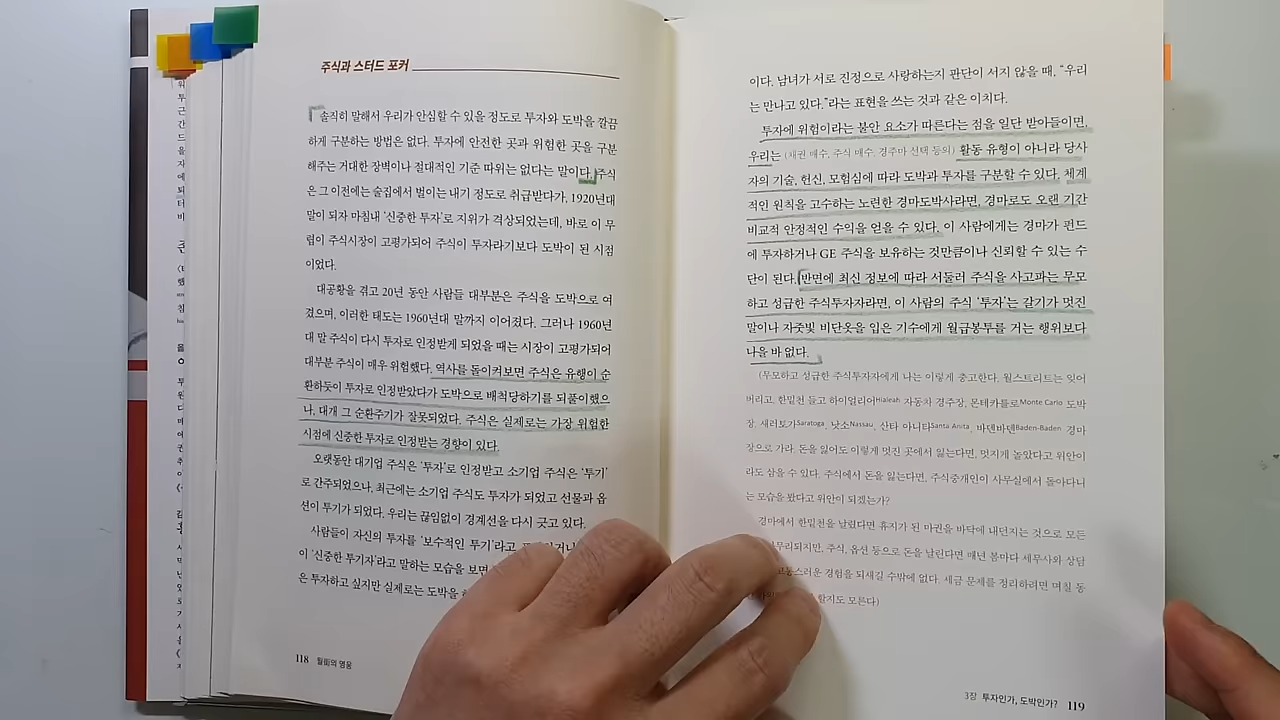 주식과 스터드 포커
솔직히 말해서 우리가 안심할 수 있을 정도로 투자와 도박을 깔끔
하게 구분하는 방법은 없다. 투자에 안전한 곳과 위험한 곳을 구분
해주는 거대한 장벽이나 절대적인 기준 따위는 없다는 말이다. 주식
은 그 이전에는 술집에서 벌이는 내기 정도로 취급받다가, 1920년대
말이 되자 마침내 ‘신중한 투자’로 지위가 격상되었는데, 바로 이 무
렵이 주식시장이 고평가되어 주식이 투자라기보다 도박이 된 시점
이었다.
대공황을 겪고 20년 동안 사람들 대부분은 주식을 도박으로 여
겼으며, 이러한 태도는 1960년대 말까지 이어졌다. 그러나 1960년
대 말 주식이 다시 투자로 인정받게 되었을 때는 시장이 고평가되어
대부분 주식이 매우 위험했다. 역사를 돌이켜보면 주식은 유행이 순
환하듯이 투자로 인정받았다가 도박으로 배척당하기를 되풀이했으
나, 대개 그 순환주기가 잘못되었다. 주식은 실제로는 가장 위험한
시점에 신중한 투자로 인정받는 경향이 있다.
오랫동안 대기업 주식은 ‘투자’로 인정받고 소기업 주식은 ‘투기’
로 간주되었으나, 최근에는 소기업 주식도 투자가 되었고 선물과 옵
션이 투기가 되었다. 우리는 끊임없이 경계선을 다시 긋고 있다.
사람들이 자신의 투자를 ‘보수적인 투기’라고
이 ‘신중한 투기자’라고 말하는 모습을 보면
은 투자하고 싶지만 실제로는 도박을
118 월街의 영웅
이다. 남녀가 서로 진정으로 사랑하는지 판단이 서지 않을 때, “우리
는 만나고 있다.”라는 표현을 쓰는 것과 같은 이치다.
투자에 위험이라는 불안 요소가 따른다는 점을 일단 받아들이면,
우리는 (채권 매수, 주식 매수, 경주마 선택 등의) 활동 유형이 아니라 당사
자의 기술, 헌신, 모험심에 따라 도박과 투자를 구분할 수 있다. 체계
적인 원칙을 고수하는 노련한 경마도박사라면, 경마로도 오랜 기간
비교적 안정적인 수익을 얻을 수 있다. 이 사람에게는 경마가 펀드
에 투자하거나 GE 주식을 보유하는 것만큼이나 신뢰할 수 있는 수
단이 된다. 반면에 최신 정보에 따라 서둘러 주식을 사고파는 무모
하고 성급한 주식투자자라면, 이 사람의 주식 ‘투자’는 갈기가 멋진
말이나 자줏빛 비단옷을 입은 기수에게 월급봉투를 거는 행위보다
나을 바 없다.
(무모하고 성급한 주식투자자에게 나는 이렇게 충고한다. 월스트리트는 잊어
버리고, 한밑천 들고 하이얼리어Hialeah 자동차 경주장, 몬테카를로Monte Carlo 도박
장, 새러토가Saratoga, 낫소Nassau, 산타 아니타Santa Anita, 바덴바덴Baden-Baden 경마
장으로 가라. 돈을 잃어도 이렇게 멋진 곳에서 잃는다면, 멋지게 놀았다고 위안이
라도 삼을 수 있다. 주식에서 돈을 잃는다면, 주식중개인이 사무실에서 돌아다니
는 모습을 봤다고 위안이 되겠는가?
경마에서 한밑천을 날린다면 휴지가 된 마권을 바닥에 내던지는 것으로 모든
마무리되지만, 주식, 옵션 등으로 돈을 날린다면 매년 봄마다 세무사와 상담
고통스러운 경험을 되새길 수밖에 없다. 세금 문제를 정리하려면 며칠 동
할지도 모른다)
3장 투자인가, 도박인가? 119